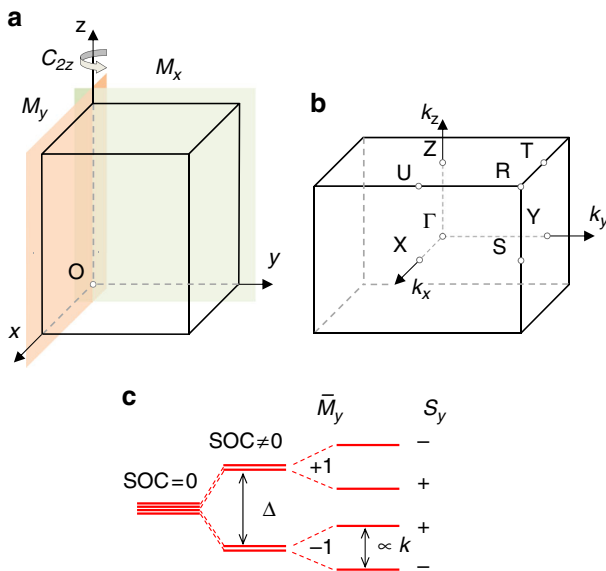 a
z
C2z
Mx
My
O
y
x
b
kz
Z
T
U
R
Γ
Y
ky
X
S
kx
c
M̄y
Sy
SOC≠0
SOC=0
+1
−
+
Δ
−1
+
∝ k
−